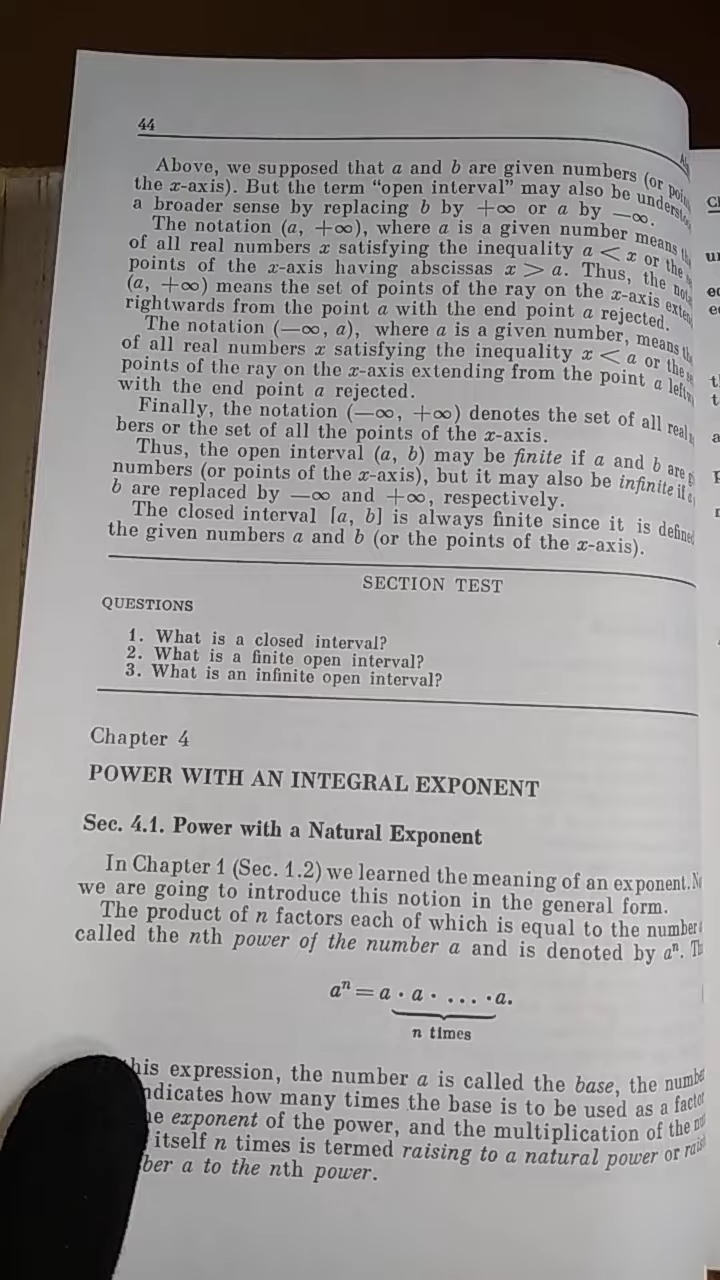 44
Above, we supposed that a and b are given numbers (or
the x-axis). But the term “open interval” may also be
a broader sense by replacing b by +∞ or a by —∞.
The notation (a, +∞), where a is a given number means
of all real numbers x satisfying the inequality a < x or the
points of the x-axis having abscissas x > a. Thus, the
(a, +∞) means the set of points of the ray on the x-axis
rightwards from the point a with the end point a rejected.
The notation (—∞, a), where a is a given number, means
of all real numbers x satisfying the inequality x < a or the
points of the ray on the x-axis extending from the point a
with the end point a rejected.
Finally, the notation (—∞, +∞) denotes the set of all real
bers or the set of all the points of the x-axis.
Thus, the open interval (a, b) may be finite if a and b are
numbers (or points of the x-axis), but it may also be infinite if
b are replaced by —∞ and +∞, respectively.
The closed interval [a, b] is always finite since it is defined
the given numbers a and b (or the points of the x-axis).
SECTION TEST
QUESTIONS
1. What is a closed interval?
2. What is a finite open interval?
3. What is an infinite open interval?
Chapter 4
POWER WITH AN INTEGRAL EXPONENT
Sec. 4.1. Power with a Natural Exponent
In Chapter 1 (Sec. 1.2) we learned the meaning of an exponent.
we are going to introduce this notion in the general form.
The product of n factors each of which is equal to the number
called the nth power of the number a and is denoted by aⁿ.
aⁿ = a · a · ... · a.
n times
his expression, the number a is called the base, the
ndicates how many times the base is to be used as a factor
e exponent of the power, and the multiplication of the
itself n times is termed raising to a natural power or
ber a to the nth power.